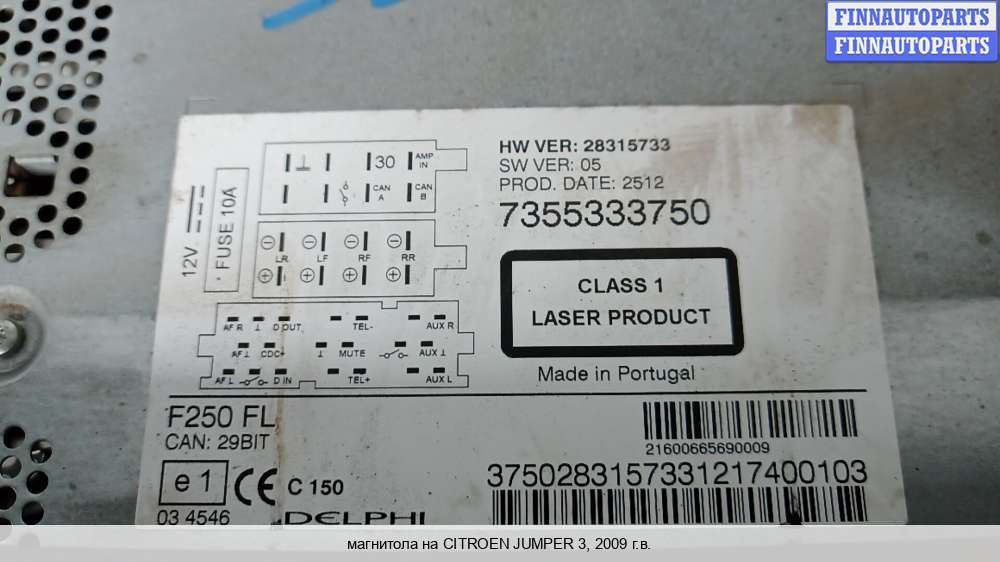 FINNAUTOPARTS
FINNAUTOPARTS
HW VER: 28315733
SW VER: 05
PROD. DATE: 2512
7355333750
12V
FUSE 10A
30 AMP IN
CAN A CAN B
LR LF RF RR
AF R D OUT TEL- AUX R
AF CDC+ MUTE AUX
AF L D IN TEL+ AUX L
CLASS 1
LASER PRODUCT
Made in Portugal
F250 FL
CAN: 29BIT
21600665690009
e 1 CE C 150
3750283157331217400103
03 4546 DELPHI
магнитола на CITROEN JUMPER 3, 2009 г.в.